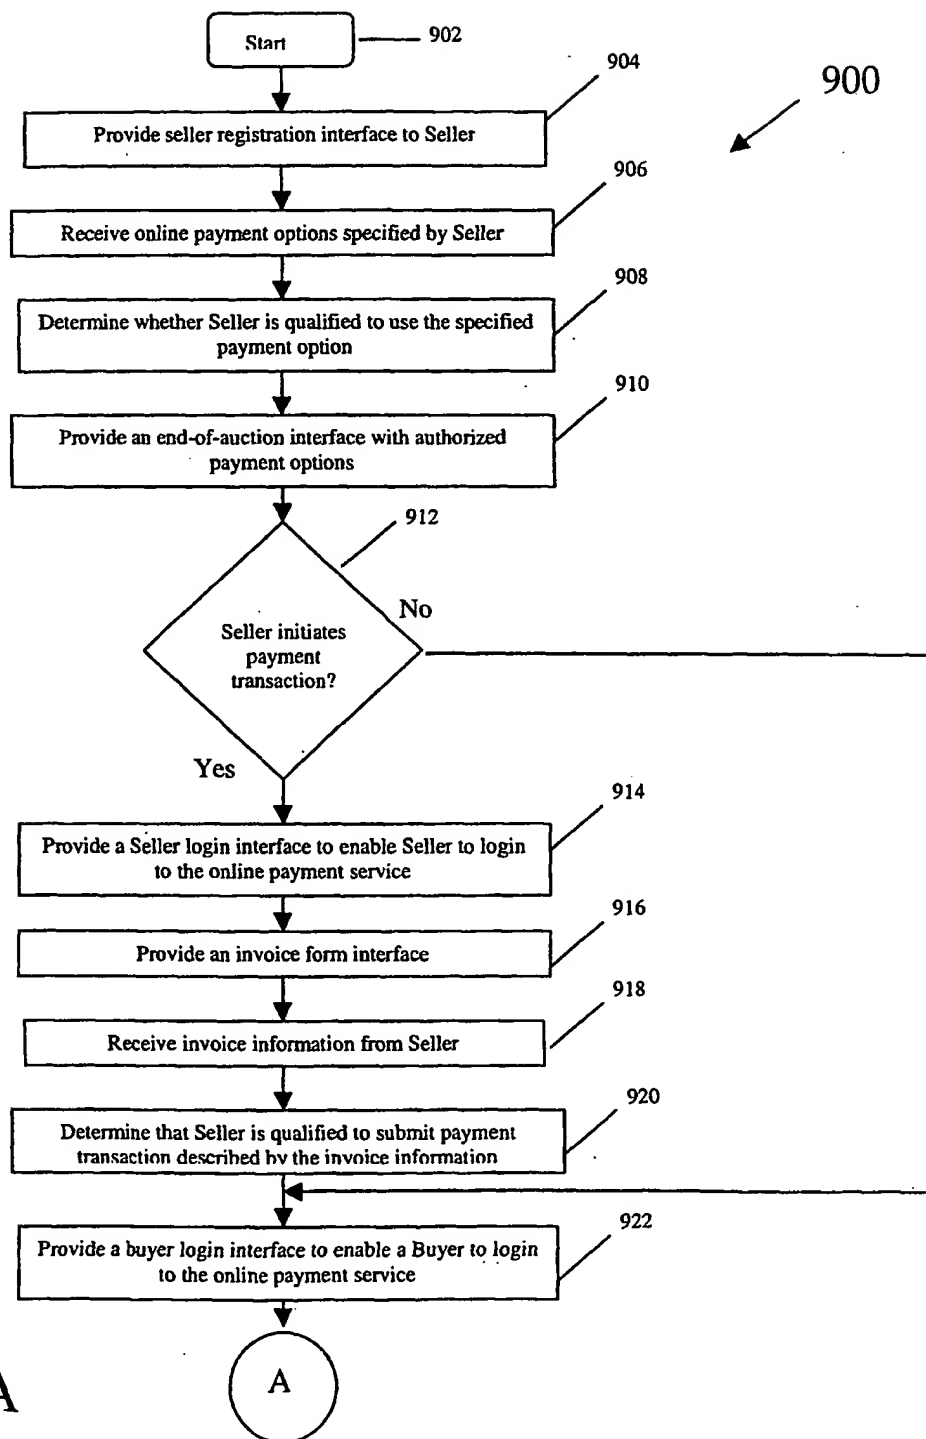 Start
902
904
900
Provide seller registration interface to Seller
906
Receive online payment options specified by Seller
908
Determine whether Seller is qualified to use the specified
payment option
910
Provide an end-of-auction interface with authorized
payment options
912
No
Seller initiates
payment
transaction?
Yes
914
Provide a Seller login interface to enable Seller to login
to the online payment service
916
Provide an invoice form interface
918
Receive invoice information from Seller
920
Determine that Seller is qualified to submit payment
transaction described by the invoice information
922
Provide a buyer login interface to enable a Buyer to login
to the online payment service
A
A